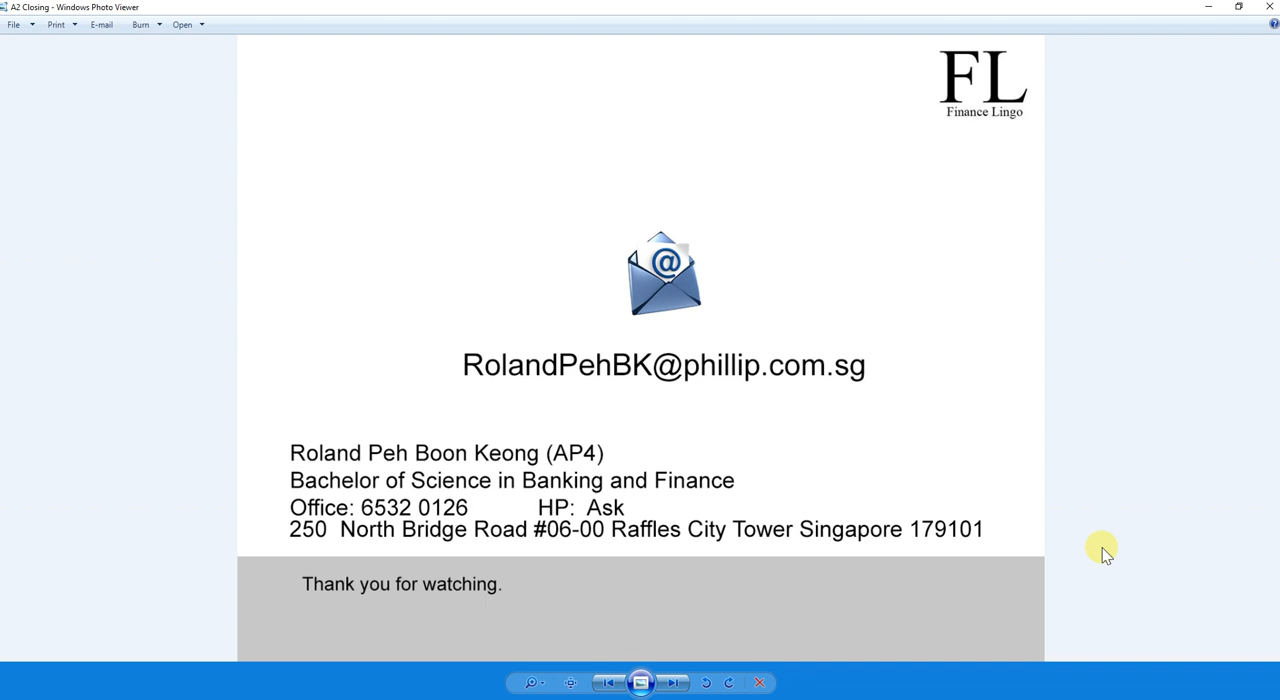 A2 Closing - Windows Photo Viewer
File Print E-mail Burn Open
FL
Finance Lingo
@
RolandPehBK@phillip.com.sg
Roland Peh Boon Keong (AP4)
Bachelor of Science in Banking and Finance
Office: 6532 0126 HP: Ask
250 North Bridge Road #06-00 Raffles City Tower Singapore 179101
Thank you for watching.